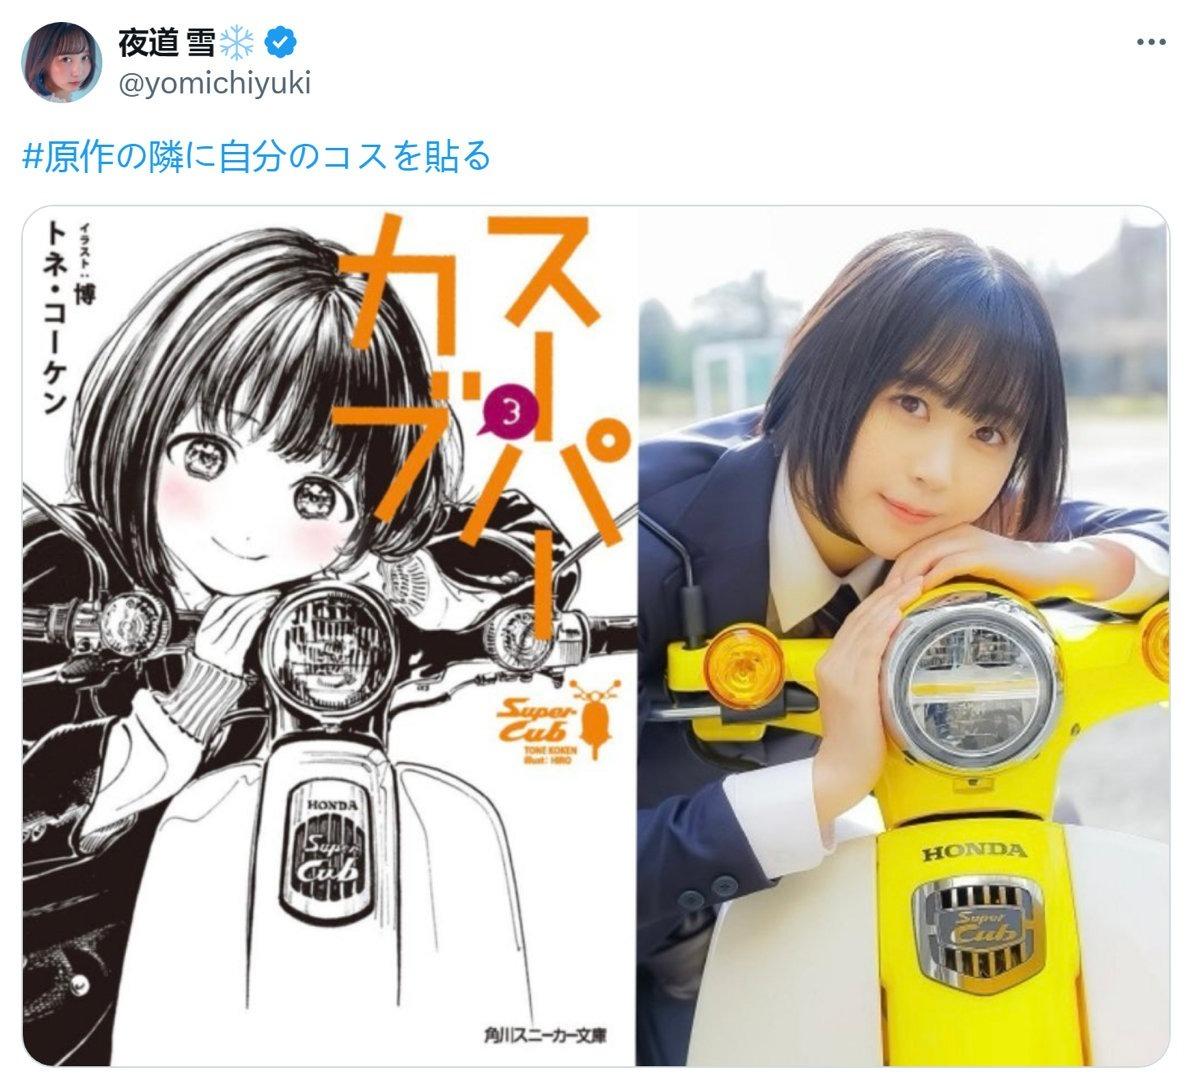 夜道 雪❄️
@yomichiyuki
#原作の隣に自分のコスを貼る
スーパー
カブ
3
イラスト:博
トネ・コーケン
Super
Cub
TONE KOKEN
illust: HIRO
HONDA
Super
Cub
角川スニーカー文庫
HONDA
Super
Cub